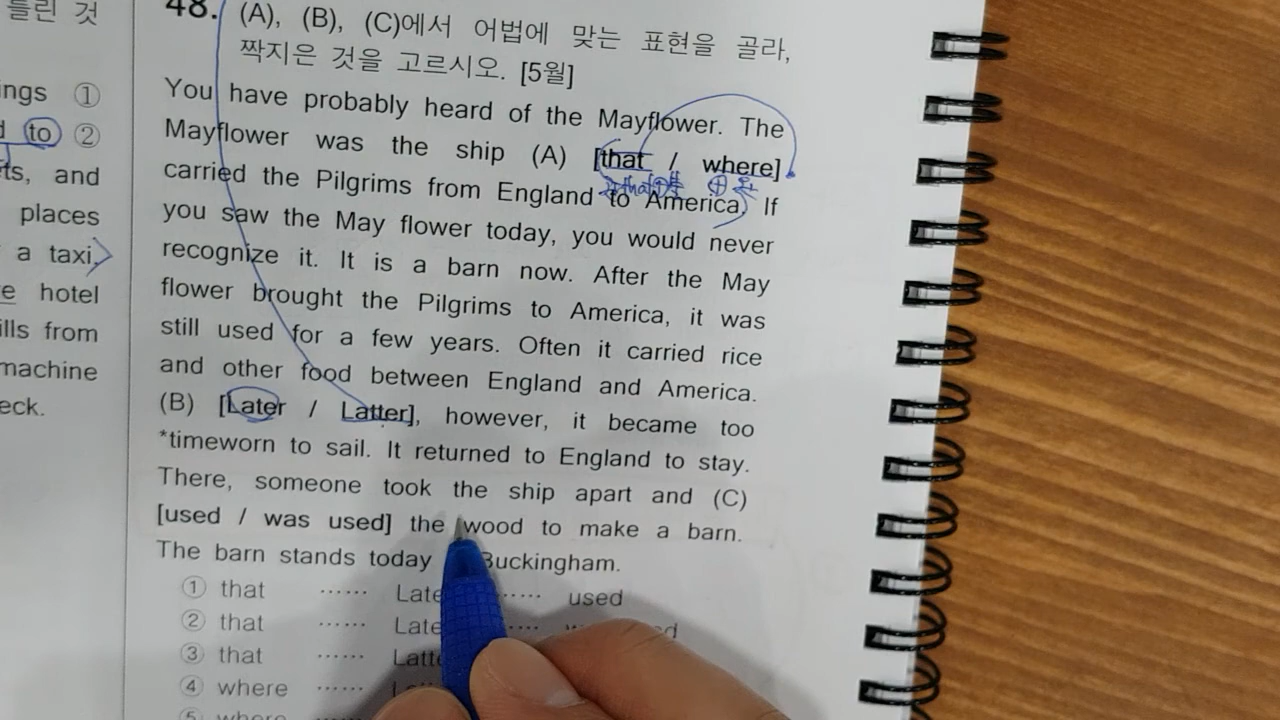 틀린 것
ings ①
d to ②
ts, and
places
a taxi,
e hotel
ills from
machine
eck.
48. (A), (B), (C)에서 어법에 맞는 표현을 골라,
짝지은 것을 고르시오. [5월]
You have probably heard of the Mayflower. The
Mayflower was the ship (A) [that / where]
carried the Pilgrims from England to America. If
you saw the May flower today, you would never
recognize it. It is a barn now. After the May
flower brought the Pilgrims to America, it was
still used for a few years. Often it carried rice
and other food between England and America.
(B) [Later / Latter], however, it became too
*timeworn to sail. It returned to England to stay.
There, someone took the ship apart and (C)
[used / was used] the wood to make a barn.
The barn stands today Buckingham.
① that ...... Late ...... used
② that ...... Late
③ that ...... Latt
④ where ......
⑤ where